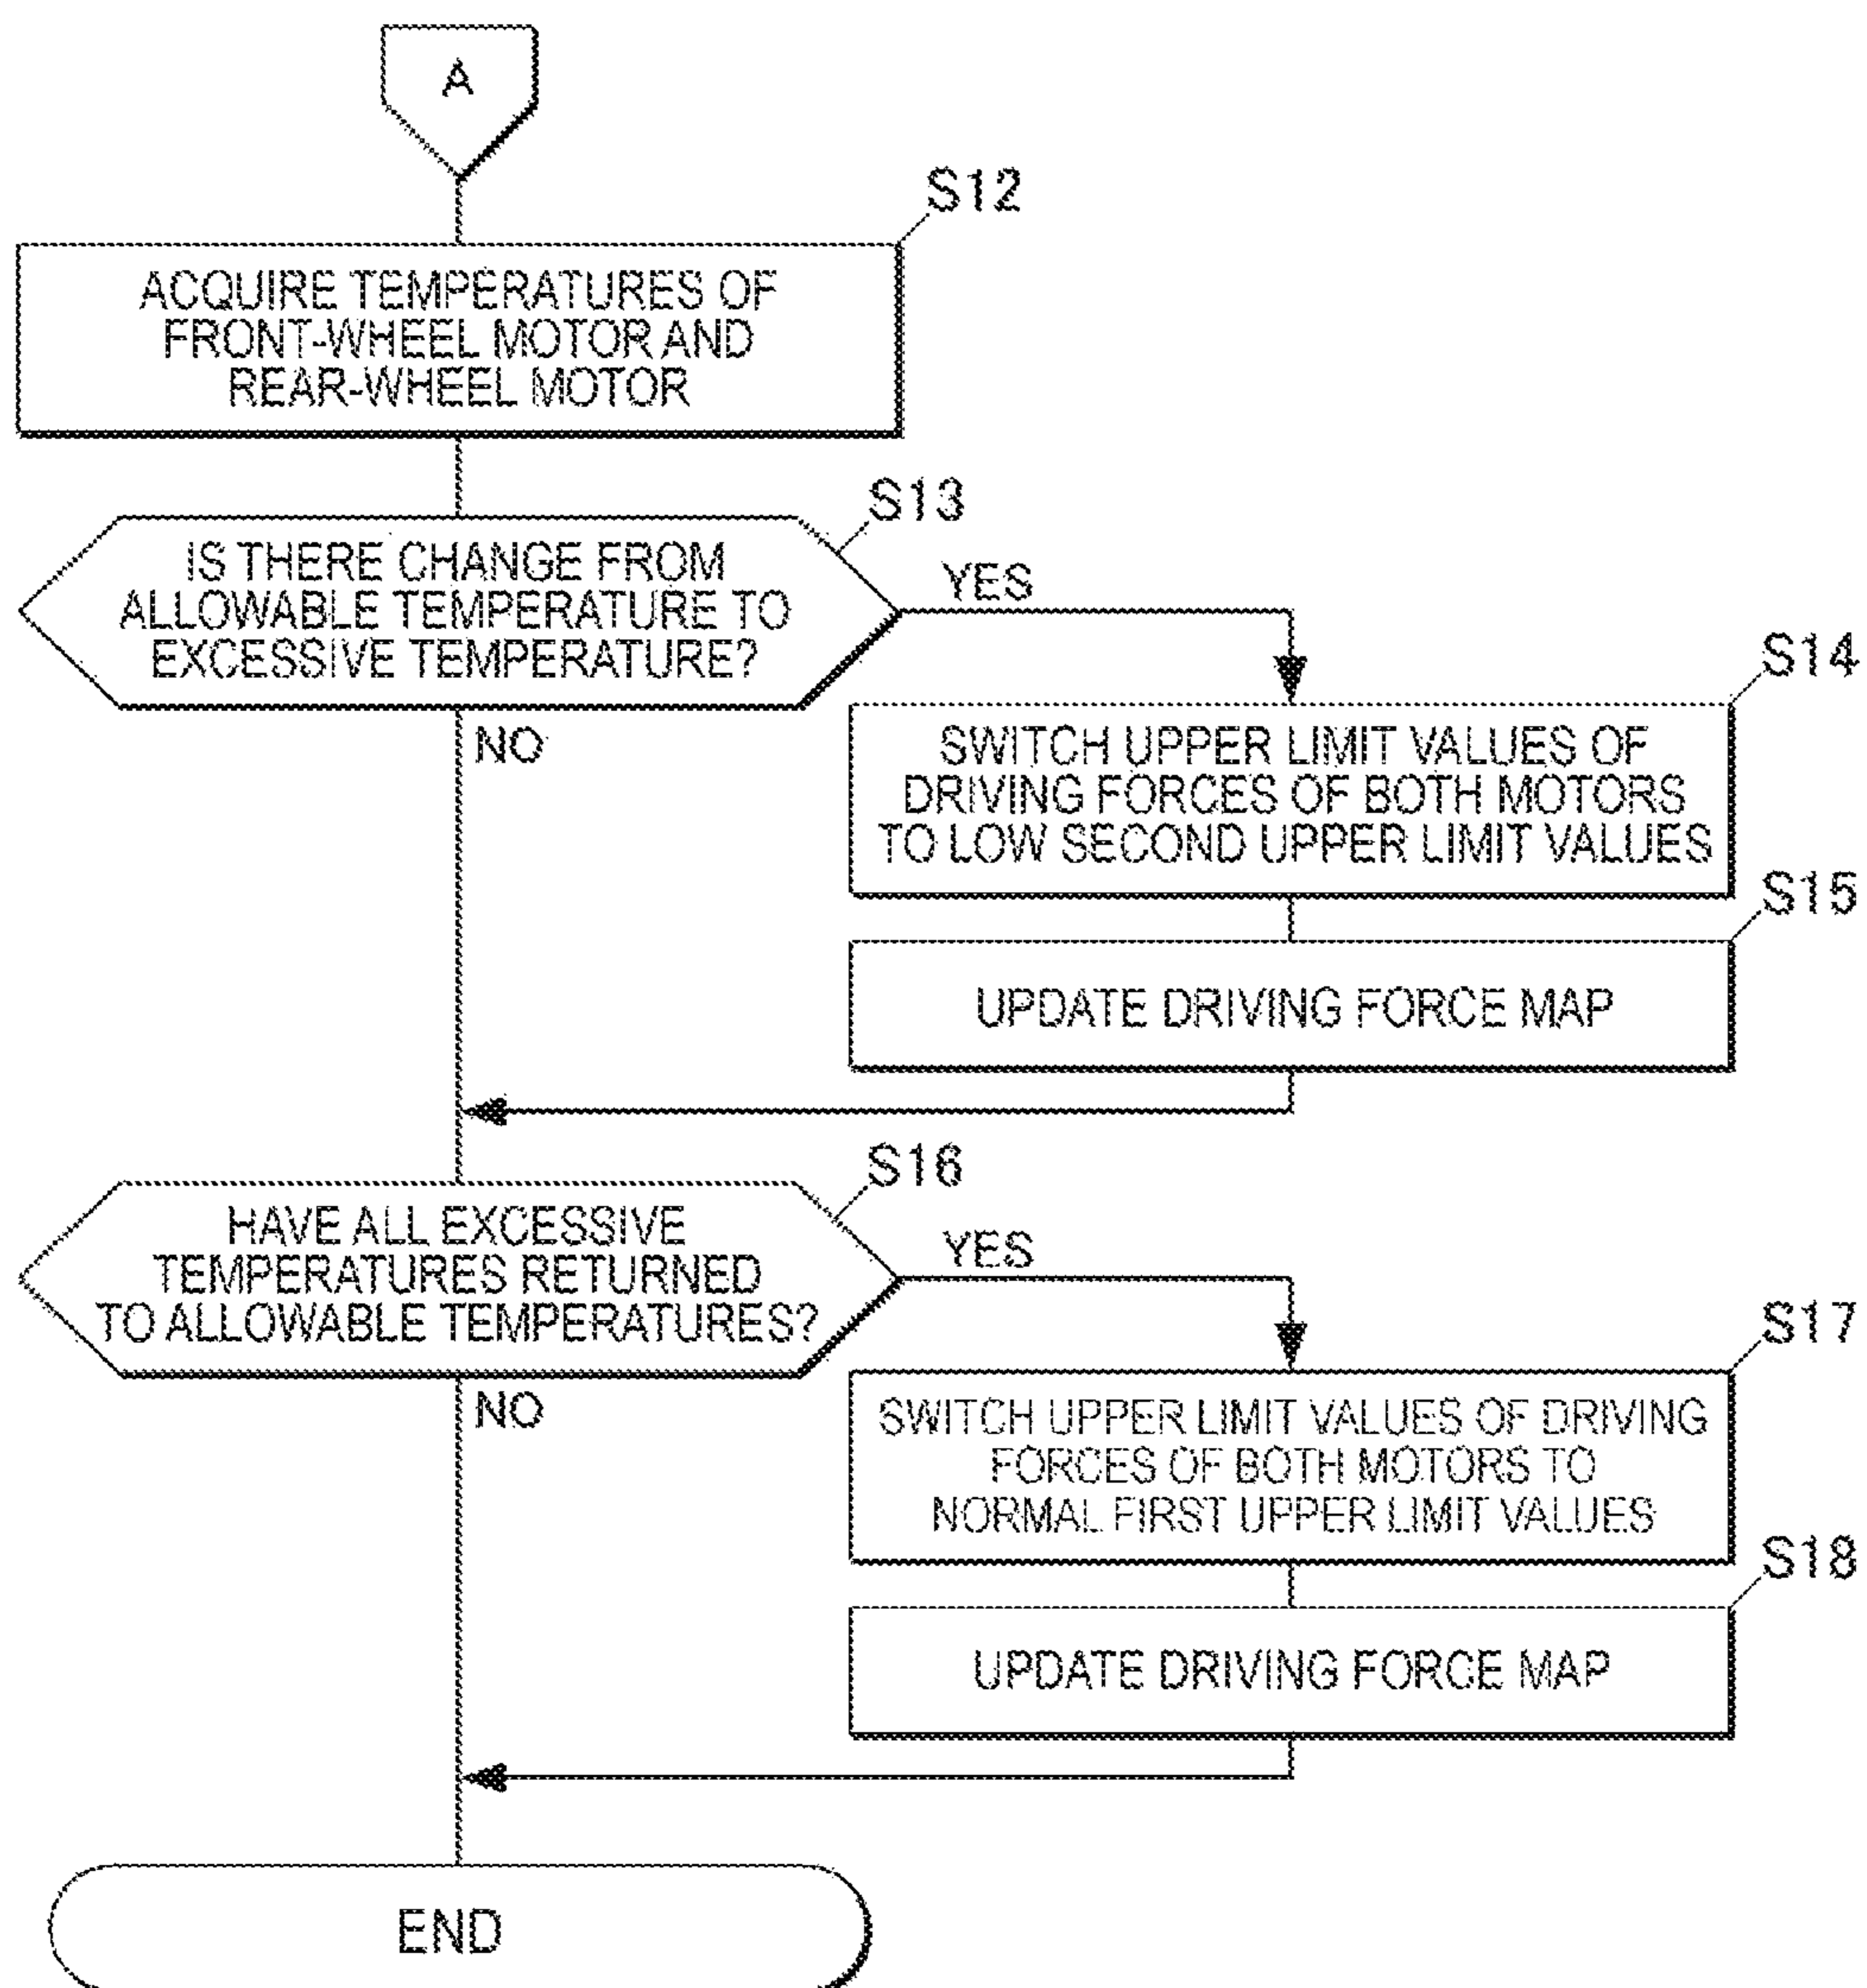 A
S12
ACQUIRE TEMPERATURES OF
FRONT-WHEEL MOTOR AND
REAR-WHEEL MOTOR
S13
IS THERE CHANGE FROM
ALLOWABLE TEMPERATURE TO
EXCESSIVE TEMPERATURE?
YES
NO
S14
SWITCH UPPER LIMIT VALUES OF
DRIVING FORCES OF BOTH MOTORS
TO LOW SECOND UPPER LIMIT VALUES
S15
UPDATE DRIVING FORCE MAP
S16
HAVE ALL EXCESSIVE
TEMPERATURES RETURNED
TO ALLOWABLE TEMPERATURES?
YES
NO
S17
SWITCH UPPER LIMIT VALUES OF DRIVING
FORCES OF BOTH MOTORS TO
NORMAL FIRST UPPER LIMIT VALUES
S18
UPDATE DRIVING FORCE MAP
END